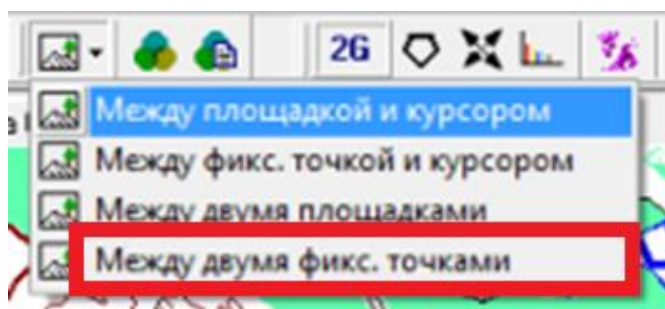 2G
Между площадкой и курсором
Между фикс. точкой и курсором
Между двумя площадками
Между двумя фикс. точками